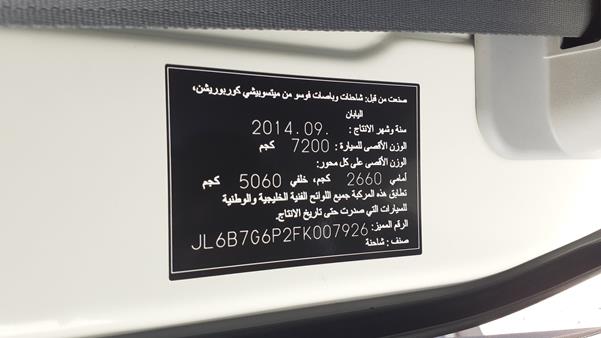 صنعت من قبل: شاحنات وباصات فوسو من ميتسوبيشي كوربوريشن،
اليابان
سنة وشهر الانتاج : 2014.09.
الوزن الأقصى للسيارة : 7200 كجم
الوزن الأقصى على كل محور:
أمامي 2660 كجم، خلفي 5060 كجم
تطابق هذه المركبة جميع اللوائح الفنية الخليجية والوطنية
للسيارات التي صدرت حتى تاريخ الانتاج.
الرقم المميز: JL6B7G6P2FK007926
صنف : شاحنة